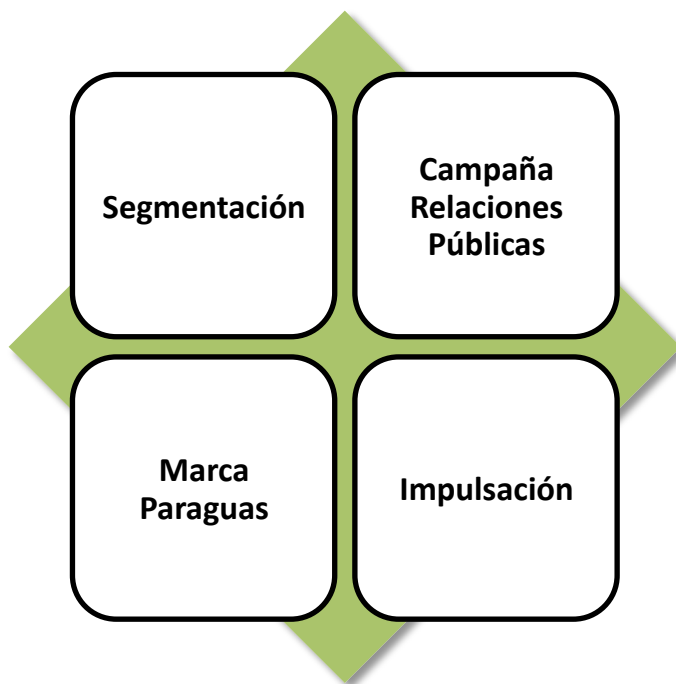 Segmentación
Campaña
Relaciones
Públicas
Marca
Paraguas
Impulsación